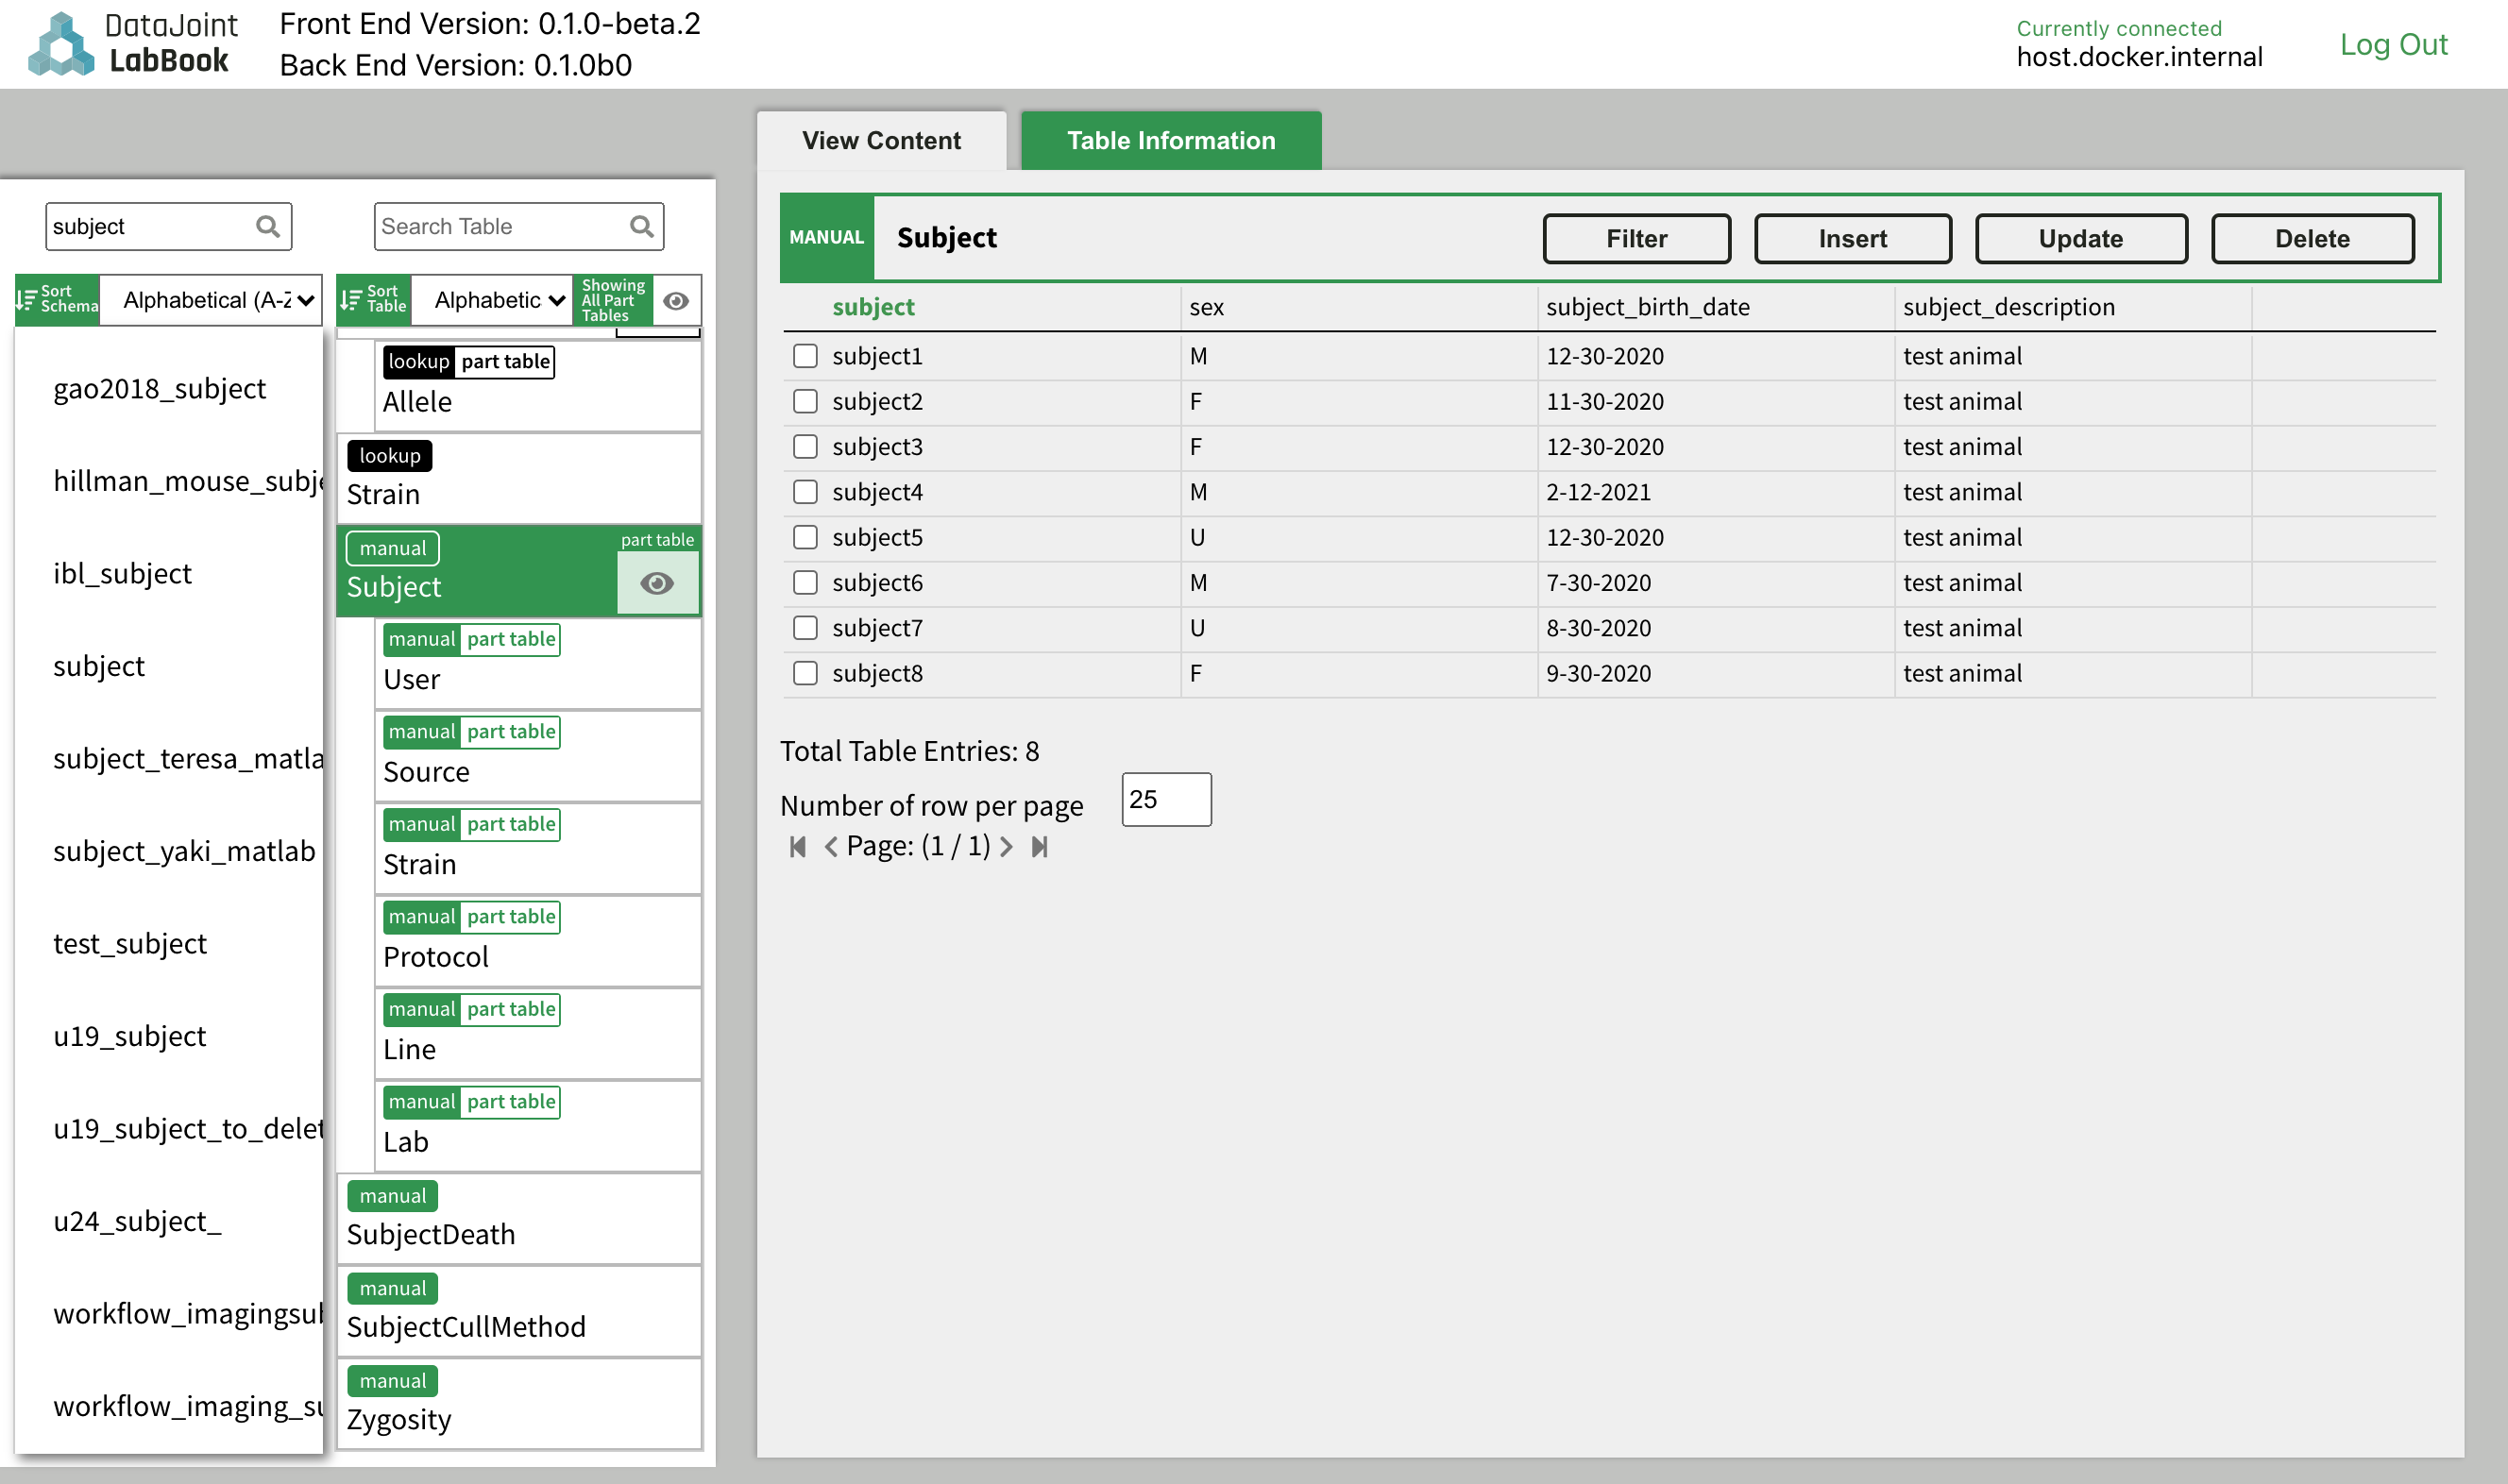 DataJoint
LabBook
Front End Version: 0.1.0-beta.2
Back End Version: 0.1.0b0
Currently connected
host.docker.internal
Log Out
View Content
Table Information
subject
Search Table
Sort
Schema
Alphabetical (A-Z
Sort
Table
Alphabetic
Showing
All Part
Tables
gao2018_subject
hillman_mouse_subje
ibl_subject
subject
subject_teresa_matla
subject_yaki_matlab
test_subject
u19_subject
u19_subject_to_delet
u24_subject_
workflow_imagingsub
workflow_imaging_su
lookup part table
Allele
lookup
Strain
manual
part table
Subject
manual part table
User
manual part table
Source
manual part table
Strain
manual part table
Protocol
manual part table
Line
manual part table
Lab
manual
SubjectDeath
manual
SubjectCullMethod
manual
Zygosity
MANUAL
Subject
Filter
Insert
Update
Delete
subject sex subject_birth_date subject_description
subject1 M 12-30-2020 test animal
subject2 F 11-30-2020 test animal
subject3 F 12-30-2020 test animal
subject4 M 2-12-2021 test animal
subject5 U 12-30-2020 test animal
subject6 M 7-30-2020 test animal
subject7 U 8-30-2020 test animal
subject8 F 9-30-2020 test animal
Total Table Entries: 8
Number of row per page 25
Page: (1 / 1)